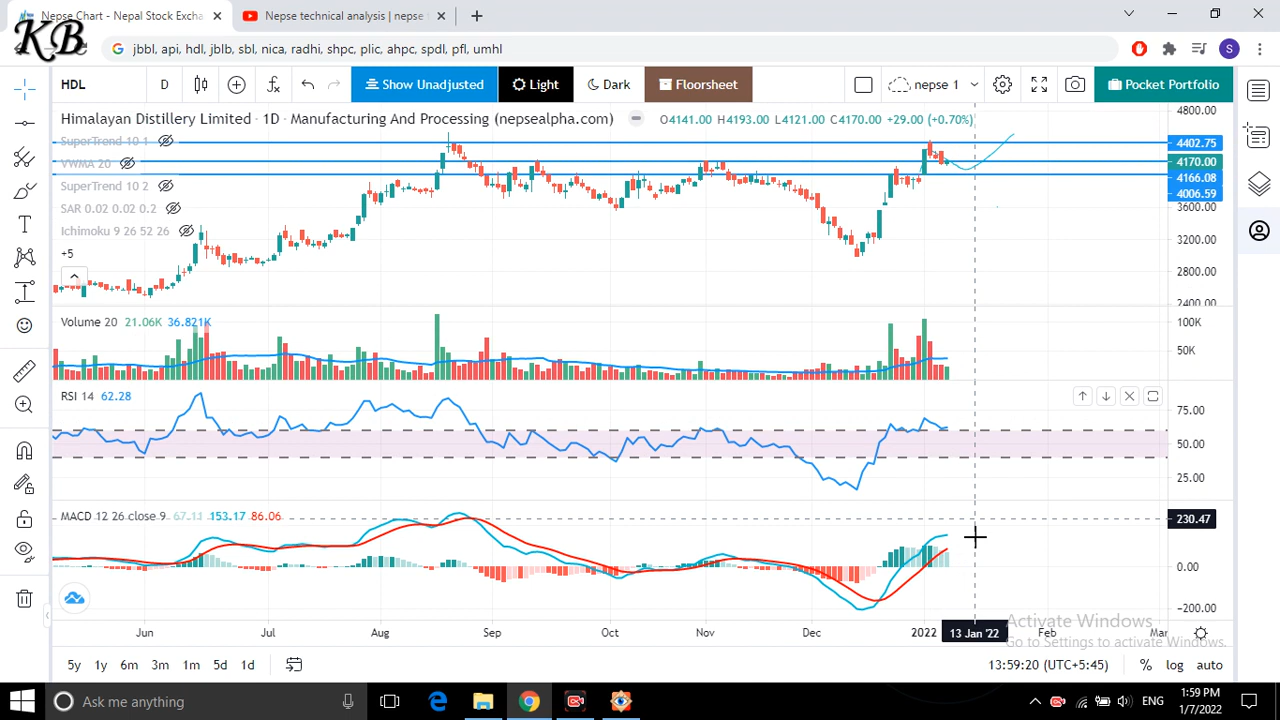 Nepse Chart - Nepal Stock Excha
Nepse technical analysis | nepse
KB
jbbl, api, hdl, jblb, sbl, nica, radhi, shpc, plic, ahpc, spdl, pfl, umhl
S
HDL
D
Show Unadjusted
Light
Dark
Floorsheet
nepse 1
Pocket Portfolio
Himalayan Distillery Limited · 1D · Manufacturing And Processing (nepsealpha.com)
O4141.00 H4193.00 L4121.00 C4170.00 +29.00 (+0.70%)
SuperTrend 10 1
VWMA 20
SuperTrend 10 2
SAR 0.02 0.02 0.2
Ichimoku 9 26 52 26
+5
4800.00
4402.75
4170.00
4166.08
4006.59
3600.00
3200.00
2800.00
2400.00
Volume 20 21.06K 36.821K
100K
50K
RSI 14 62.28
75.00
50.00
25.00
MACD 12 26 close 9 67.11 153.17 86.06
230.47
0.00
-200.00
Jun
Jul
Aug
Sep
Oct
Nov
Dec
2022
13 Jan '22
Feb
Mar
Activate Windows
Go to Settings to activate Windows.
5y 1y 6m 3m 1m 5d 1d
13:59:20 (UTC+5:45)
% log auto
Ask me anything
ENG
1:59 PM
1/7/2022